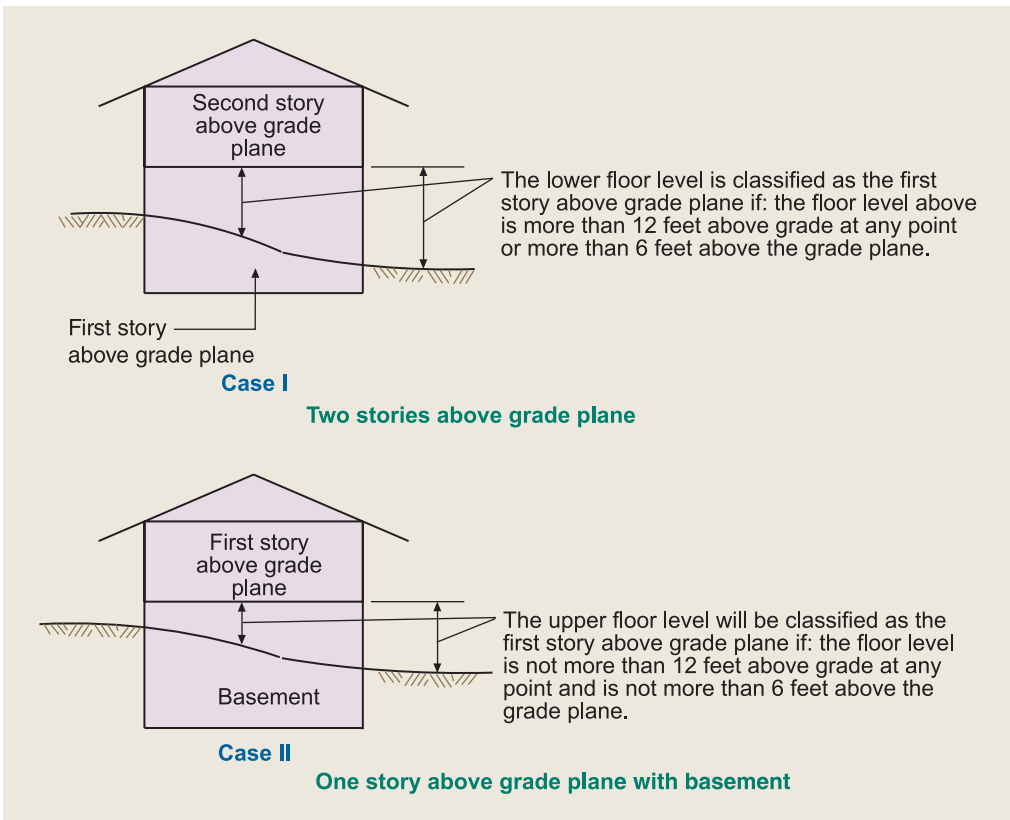 Second story
above grade
plane
The lower floor level is classified as the first
story above grade plane if: the floor level above
is more than 12 feet above grade at any point
or more than 6 feet above the grade plane.
First story
above grade plane
Case I
Two stories above grade plane
First story
above grade
plane
The upper floor level will be classified as the
first story above grade plane if: the floor level
is not more than 12 feet above grade at any
point and is not more than 6 feet above the
grade plane.
Basement
Case II
One story above grade plane with basement